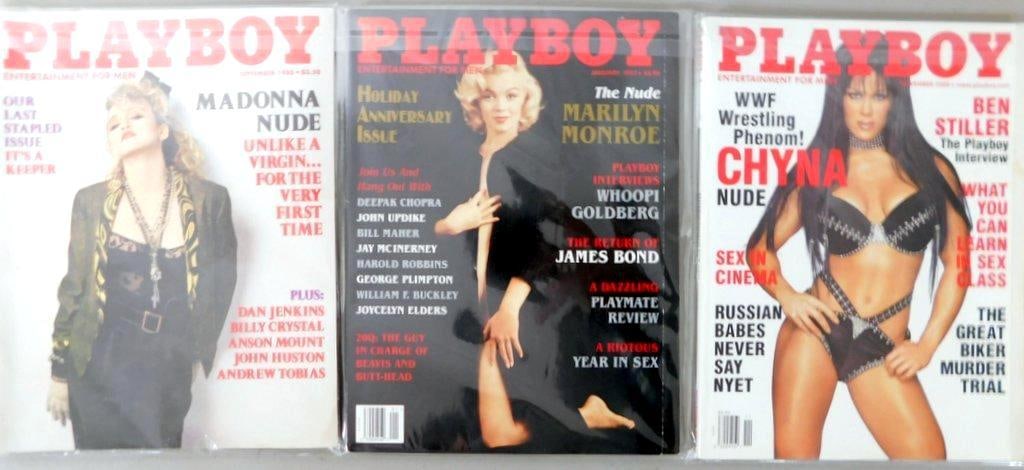 PLAYBOY
ENTERTAINMENT FOR MEN
SEPTEMBER 1985 • $3.50
OUR
LAST
STAPLED
ISSUE
IT'S A
KEEPER
MADONNA
NUDE
UNLIKE A
VIRGIN...
FOR THE
VERY
FIRST
TIME
PLUS:
DAN JENKINS
BILLY CRYSTAL
ANSON MOUNT
JOHN HUSTON
ANDREW TOBIAS
PLAYBOY
ENTERTAINMENT FOR MEN
JANUARY
HOLIDAY
ANNIVERSARY
ISSUE
Join Us And
Hang Out With
DEEPAK CHOPRA
JOHN UPDIKE
BILL MAHER
JAY MCINERNEY
HAROLD ROBBINS
GEORGE PLIMPTON
WILLIAM F. BUCKLEY
JOYCELYN ELDERS
20Q: THE GUY
IN CHARGE OF
BEAVIS AND
BUTT-HEAD
The Nude
MARILYN
MONROE
PLAYBOY
INTERVIEWS
WHOOPI
GOLDBERG
THE RETURN OF
JAMES BOND
A DAZZLING
PLAYMATE
REVIEW
A RIOTOUS
YEAR IN SEX
PLAYBOY
ENTERTAINMENT FOR M
WWF
Wrestling
Phenom!
CHYNA
NUDE
SEX IN
CINEMA
RUSSIAN
BABES
NEVER
SAY
NYET
BEN
STILLER
The Playboy
Interview
WHAT
YOU
CAN
LEARN
IN SEX
CLASS
THE
GREAT
BIKER
MURDER
TRIAL